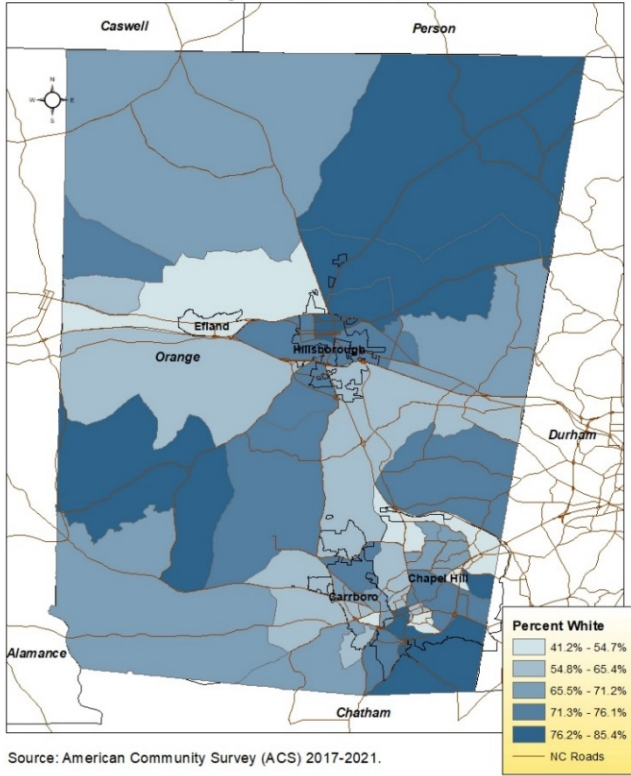 Caswell
Person
N
W
E
S
Efland
Orange
Hillsborough
Durham
Chapel Hill
Carrboro
Alamance
Chatham
Percent White
41.2% - 54.7%
54.8% - 65.4%
65.5% - 71.2%
71.3% - 76.1%
76.2% - 85.4%
NC Roads
Source: American Community Survey (ACS) 2017-2021.